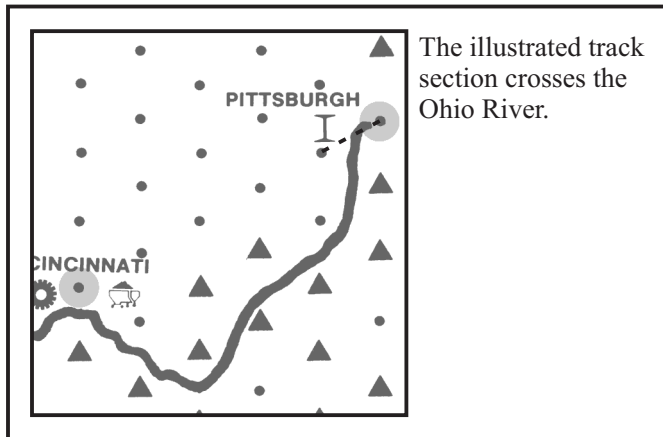 PITTSBURGH
CINCINNATI
The illustrated track
section crosses the
Ohio River.